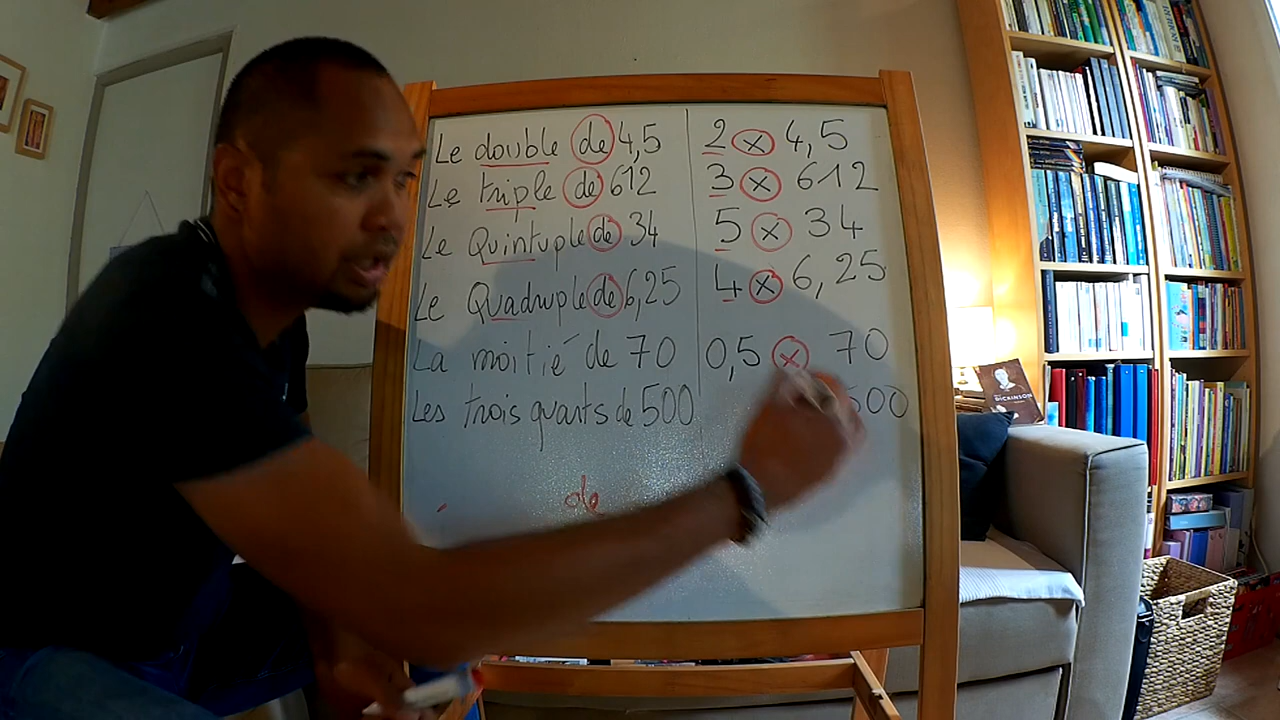 Le double de 4,5 2 × 4,5
Le triple de 612 3 × 612
Le Quintuple de 34 5 × 34
Le Quadruple de 6,25 4 × 6,25
La moitié de 70 0,5 × 70
Les trois quarts de 500 500
de
DICKINSON